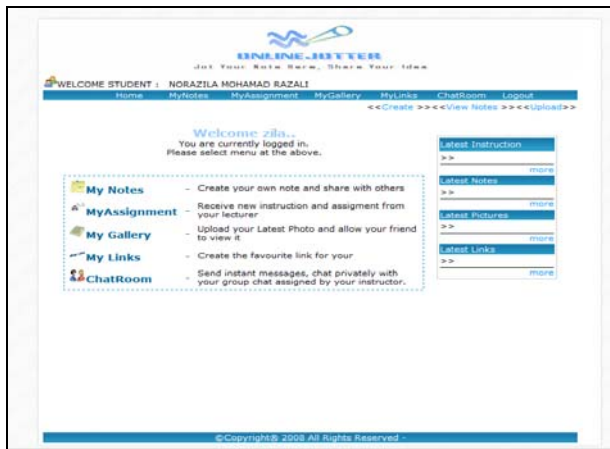 ONLINEJOTTER
Jot Your Note Here, Share Your Idea
WELCOME STUDENT : NORAZILA MOHAMAD RAZALI
Home MyNotes MyAssignment MyGallery MyLinks ChatRoom Logout
<<Create >><<View Notes >><<Upload>>
Welcome zila..
You are currently logged in.
Please select menu at the above.
My Notes - Create your own note and share with others
MyAssignment - Receive new instruction and assigment from
your lecturer
My Gallery - Upload your Latest Photo and allow your friend
to view it
My Links - Create the favourite link for your
ChatRoom - Send instant messages, chat privately with
your group chat assigned by your instructor.
Latest Instruction
>>
more
Latest Notes
>>
more
Latest Pictures
>>
more
Latest Links
>>
more
©Copyright® 2008 All Rights Reserved -